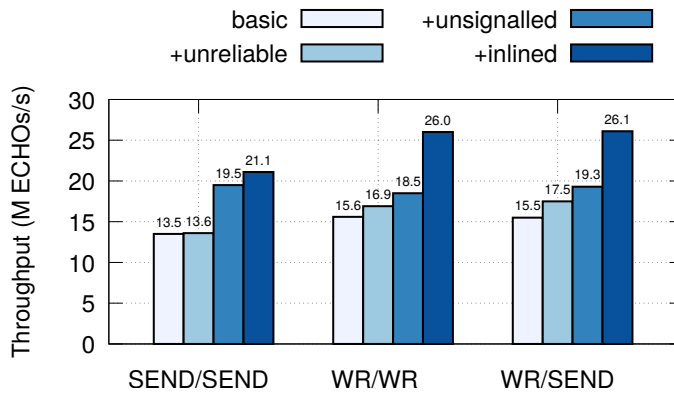 basic
+unsignalled
+unreliable
+inlined
Throughput (M ECHOs/s)
30
25
20
15
10
5
0
13.5 13.6 19.5 21.1
15.6 16.9 18.5 26.0
15.5 17.5 19.3 26.1
SEND/SEND
WR/WR
WR/SEND